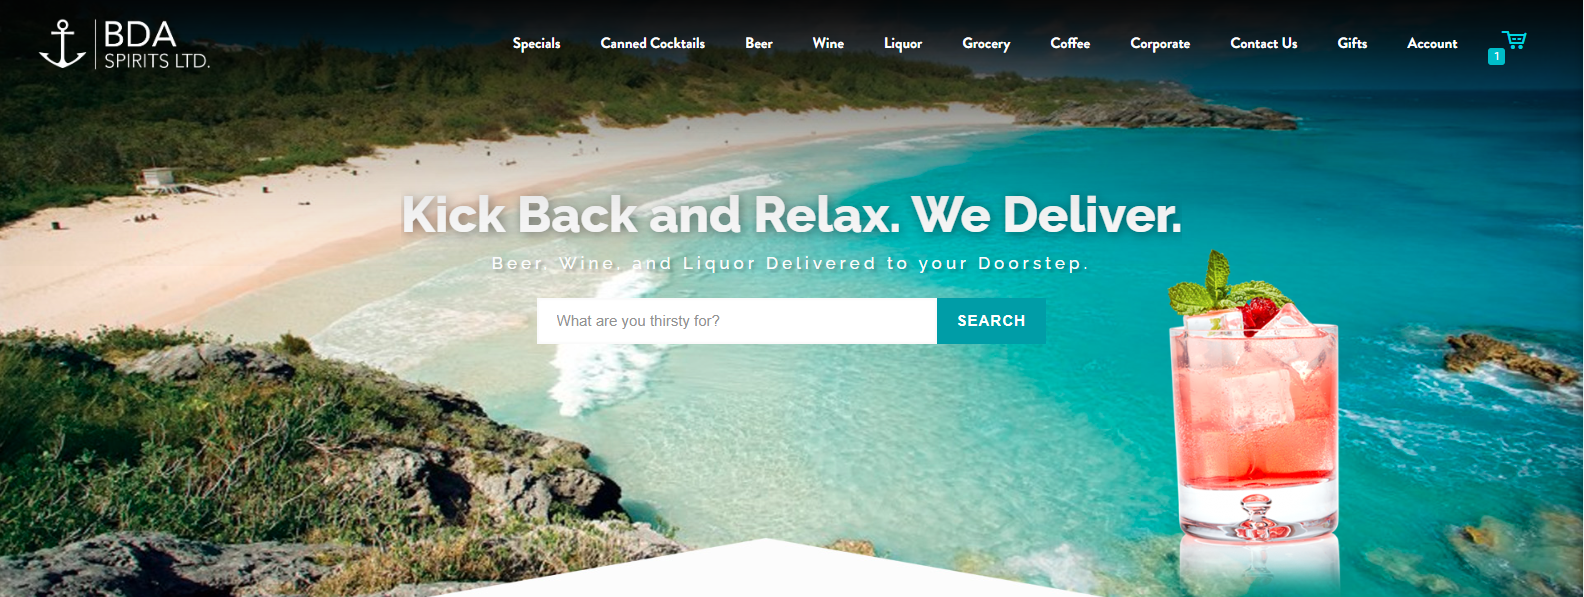 BDA
SPIRITS LTD.
Specials Canned Cocktails Beer Wine Liquor Grocery Coffee Corporate Contact Us Gifts Account
1
Kick Back and Relax. We Deliver.
Beer, Wine, and Liquor Delivered to your Doorstep.
What are you thirsty for? SEARCH